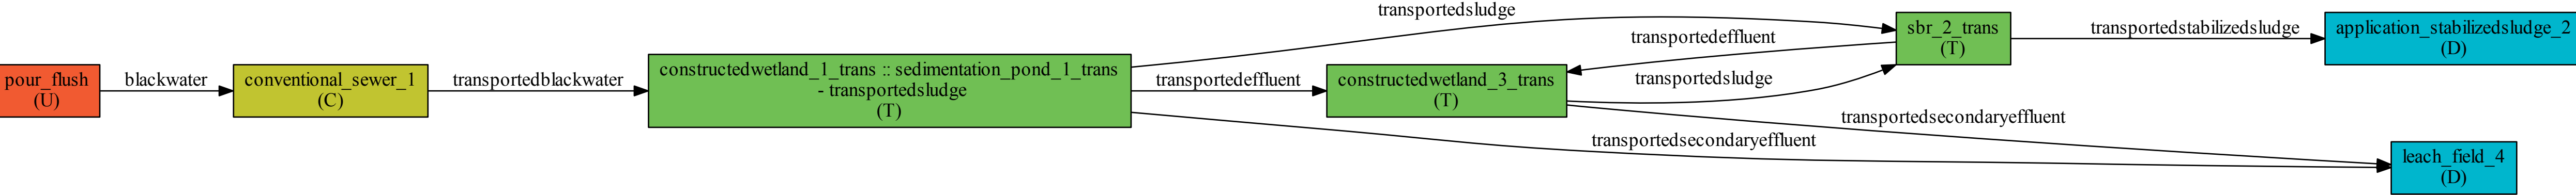 pour_flush
(U)
blackwater
conventional_sewer_1
(C)
transportedblackwater
constructedwetland_1_trans :: sedimentation_pond_1_trans
- transportedsludge
(T)
transportedsludge
transportedeffluent
transportedsecondaryeffluent
constructedwetland_3_trans
(T)
transportedeffluent
transportedsludge
transportedsecondaryeffluent
sbr_2_trans
(T)
transportedstabilizedsludge
application_stabilizedsludge_2
(D)
leach_field_4
(D)